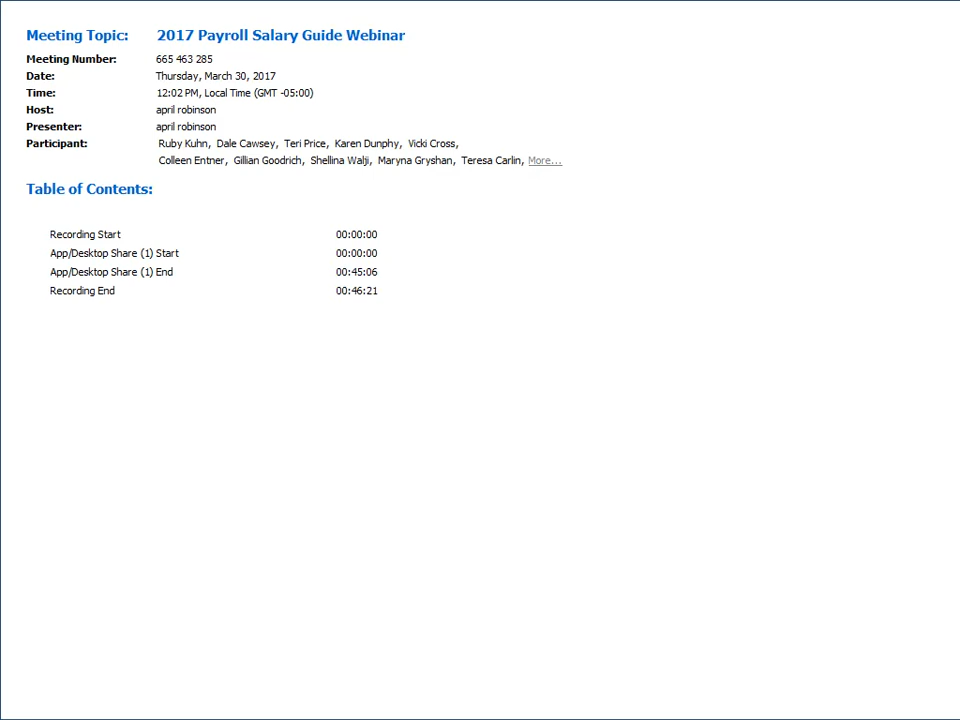 Meeting Topic: 2017 Payroll Salary Guide Webinar
Meeting Number: 665 463 285
Date: Thursday, March 30, 2017
Time: 12:02 PM, Local Time (GMT -05:00)
Host: april robinson
Presenter: april robinson
Participant: Ruby Kuhn, Dale Cawsey, Teri Price, Karen Dunphy, Vicki Cross,
Colleen Entner, Gillian Goodrich, Shellina Walji, Maryna Gryshan, Teresa Carlin, More...
Table of Contents:
Recording Start 00:00:00
App/Desktop Share (1) Start 00:00:00
App/Desktop Share (1) End 00:45:06
Recording End 00:46:21